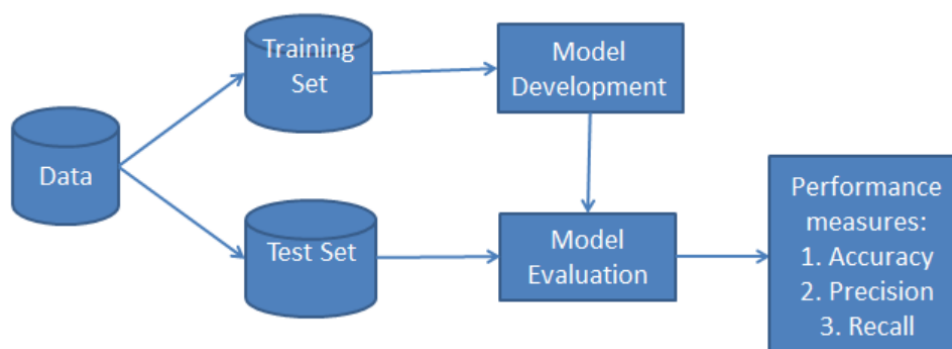 Training
Set
Model
Development
Data
Test Set
Model
Evaluation
Performance
measures:
1. Accuracy
2. Precision
3. Recall